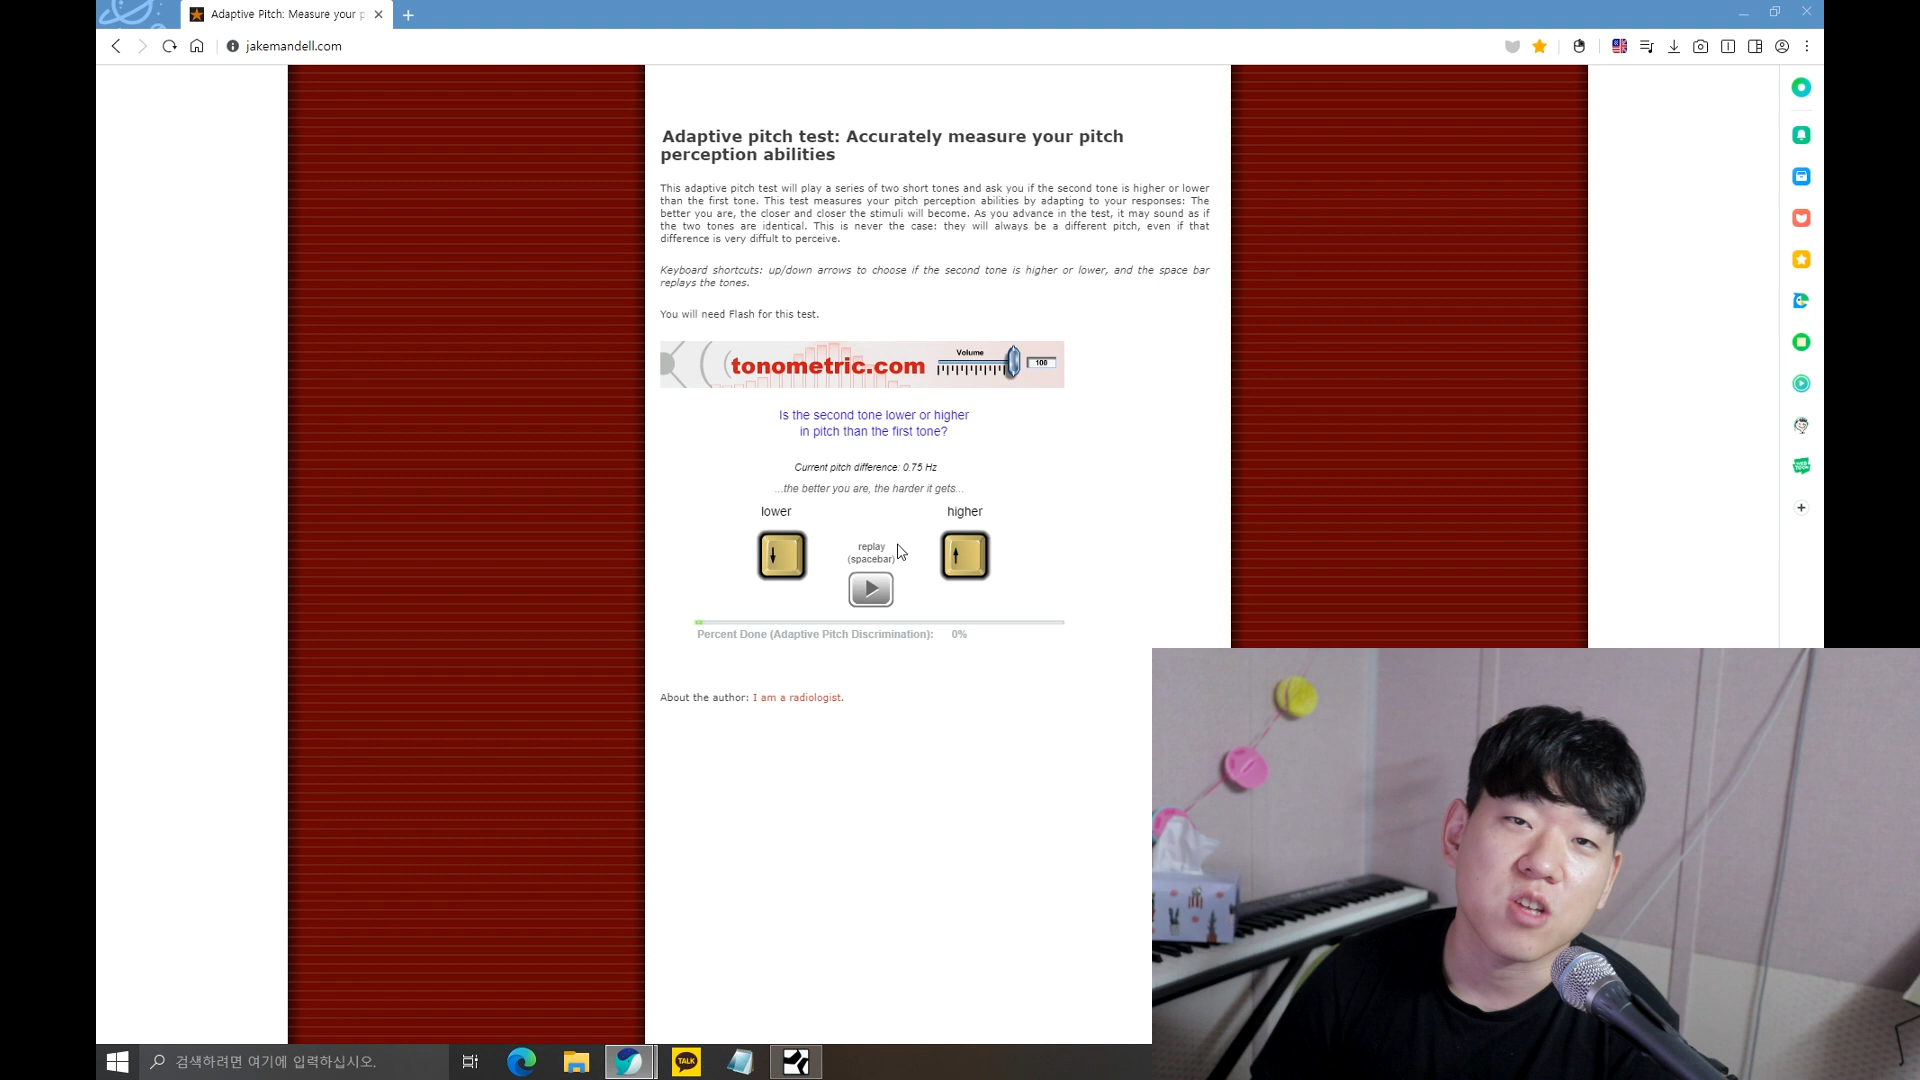 Adaptive Pitch: Measure your p
jakemandell.com
Adaptive pitch test: Accurately measure your pitch
perception abilities
This adaptive pitch test will play a series of two short tones and ask you if the second tone is higher or lower
than the first tone. This test measures your pitch perception abilities by adapting to your responses: The
better you are, the closer and closer the stimuli will become. As you advance in the test, it may sound as if
the two tones are identical. This is never the case: they will always be a different pitch, even if that
difference is very diffult to perceive.
Keyboard shortcuts: up/down arrows to choose if the second tone is higher or lower, and the space bar
replays the tones.
You will need Flash for this test.
tonometric.com
Volume
100
Is the second tone lower or higher
in pitch than the first tone?
Current pitch difference: 0.75 Hz
...the better you are, the harder it gets...
lower
higher
replay
(spacebar)
Percent Done (Adaptive Pitch Discrimination): 0%
About the author: I am a radiologist.
검색하려면 여기에 입력하십시오.
TALK